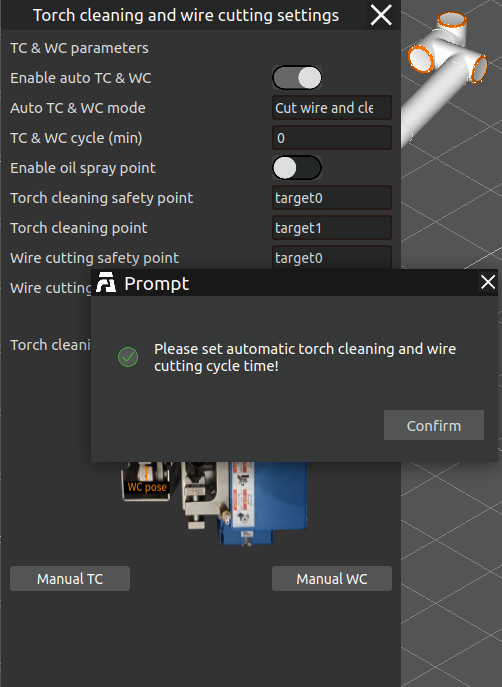 Torch cleaning and wire cutting settings
TC & WC parameters
Enable auto TC & WC
Auto TC & WC mode
Cut wire and cle
TC & WC cycle (min)
0
Enable oil spray point
Torch cleaning safety point
target0
Torch cleaning point
target1
Wire cutting safety point
target0
Wire cutting
Prompt
Torch cleani
Please set automatic torch cleaning and wire
cutting cycle time!
Confirm
WC pose
Manual TC
Manual WC